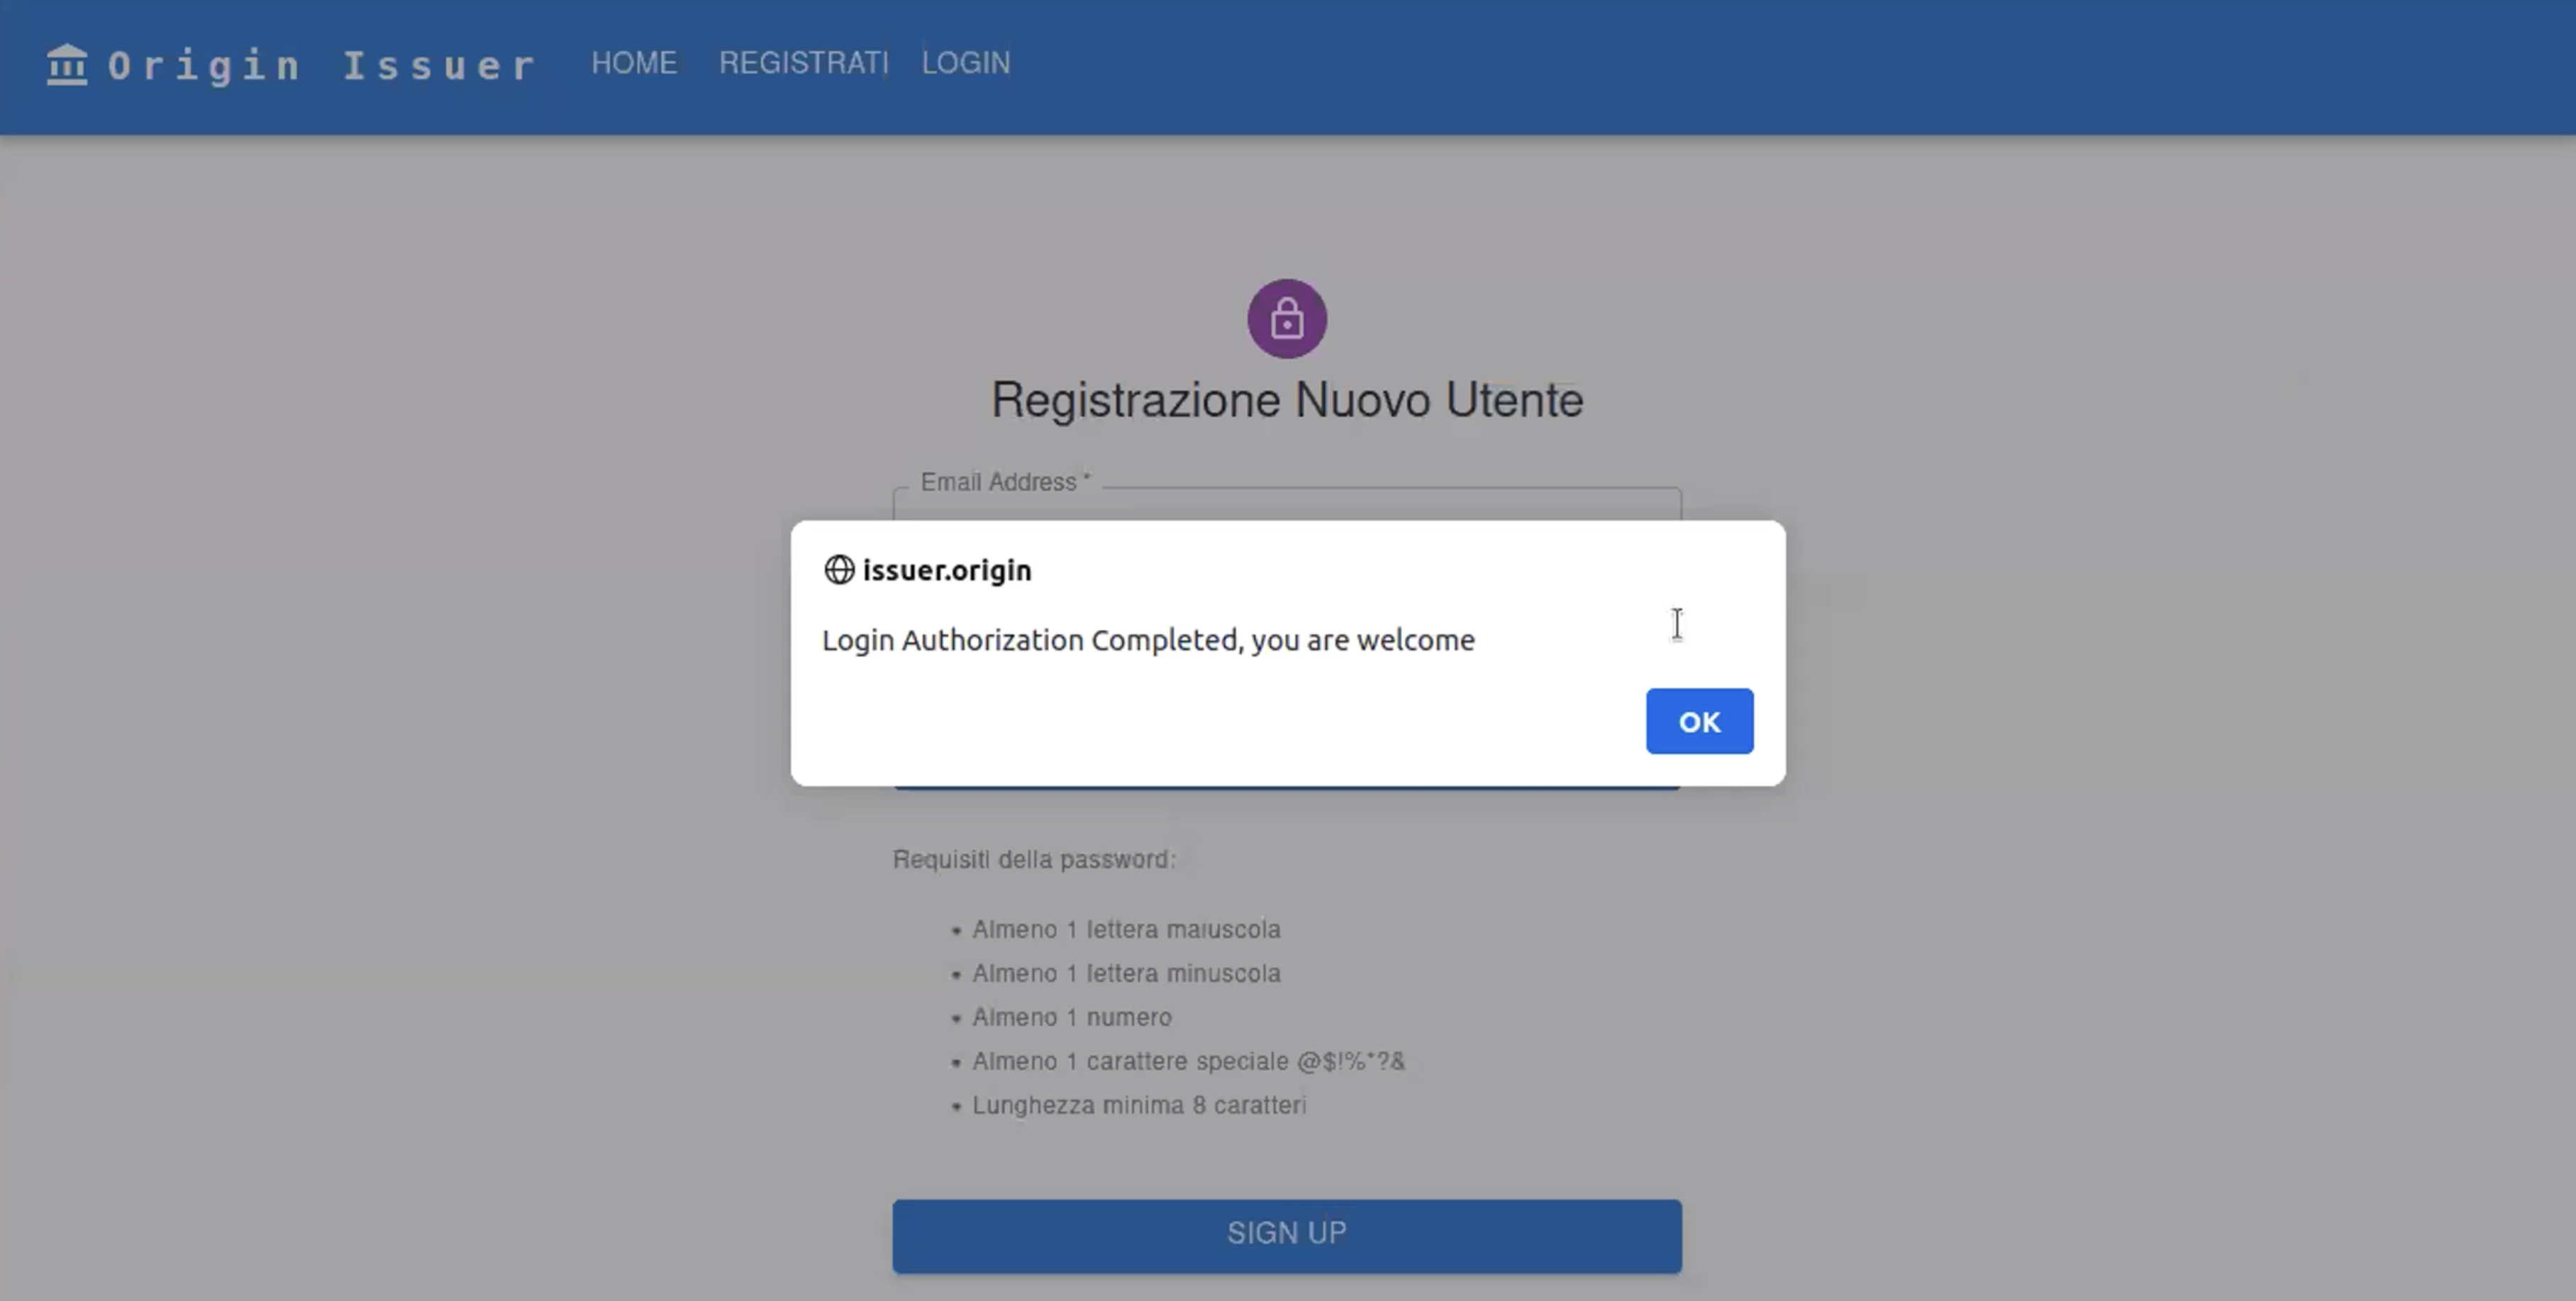 Origin Issuer HOME REGISTRATI LOGIN
Registrazione Nuovo Utente
Email Address *
issuer.origin
Login Authorization Completed, you are welcome
OK
Requisiti della password:
• Almeno 1 lettera maiuscola
• Almeno 1 lettera minuscola
• Almeno 1 numero
• Almeno 1 carattere speciale @$!%*?&
• Lunghezza minima 8 caratteri
SIGN UP